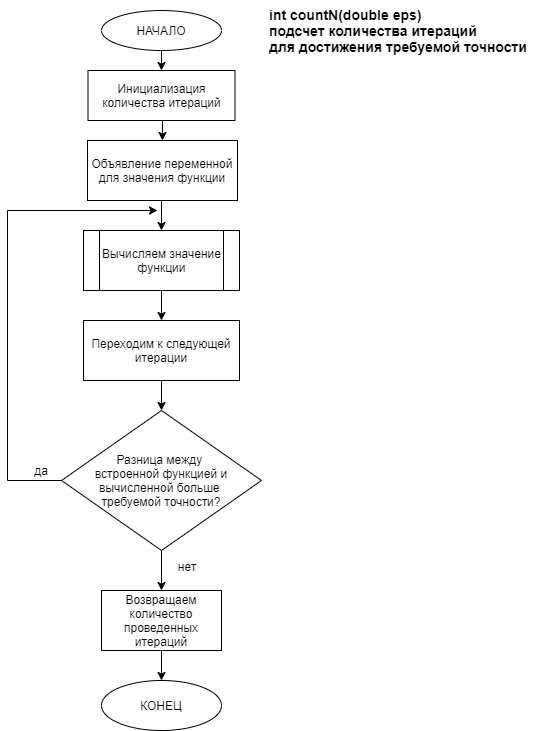 НАЧАЛО
int countN(double eps)
подсчет количества итераций
для достижения требуемой точности
Инициализация
количества итераций
Объявление переменной
для значения функции
Вычисляем значение
функции
Переходим к следующей
итерации
Разница между
встроенной функцией и
вычисленной больше
требуемой точности?
да
нет
Возвращаем
количество
проведенных
итераций
КОНЕЦ